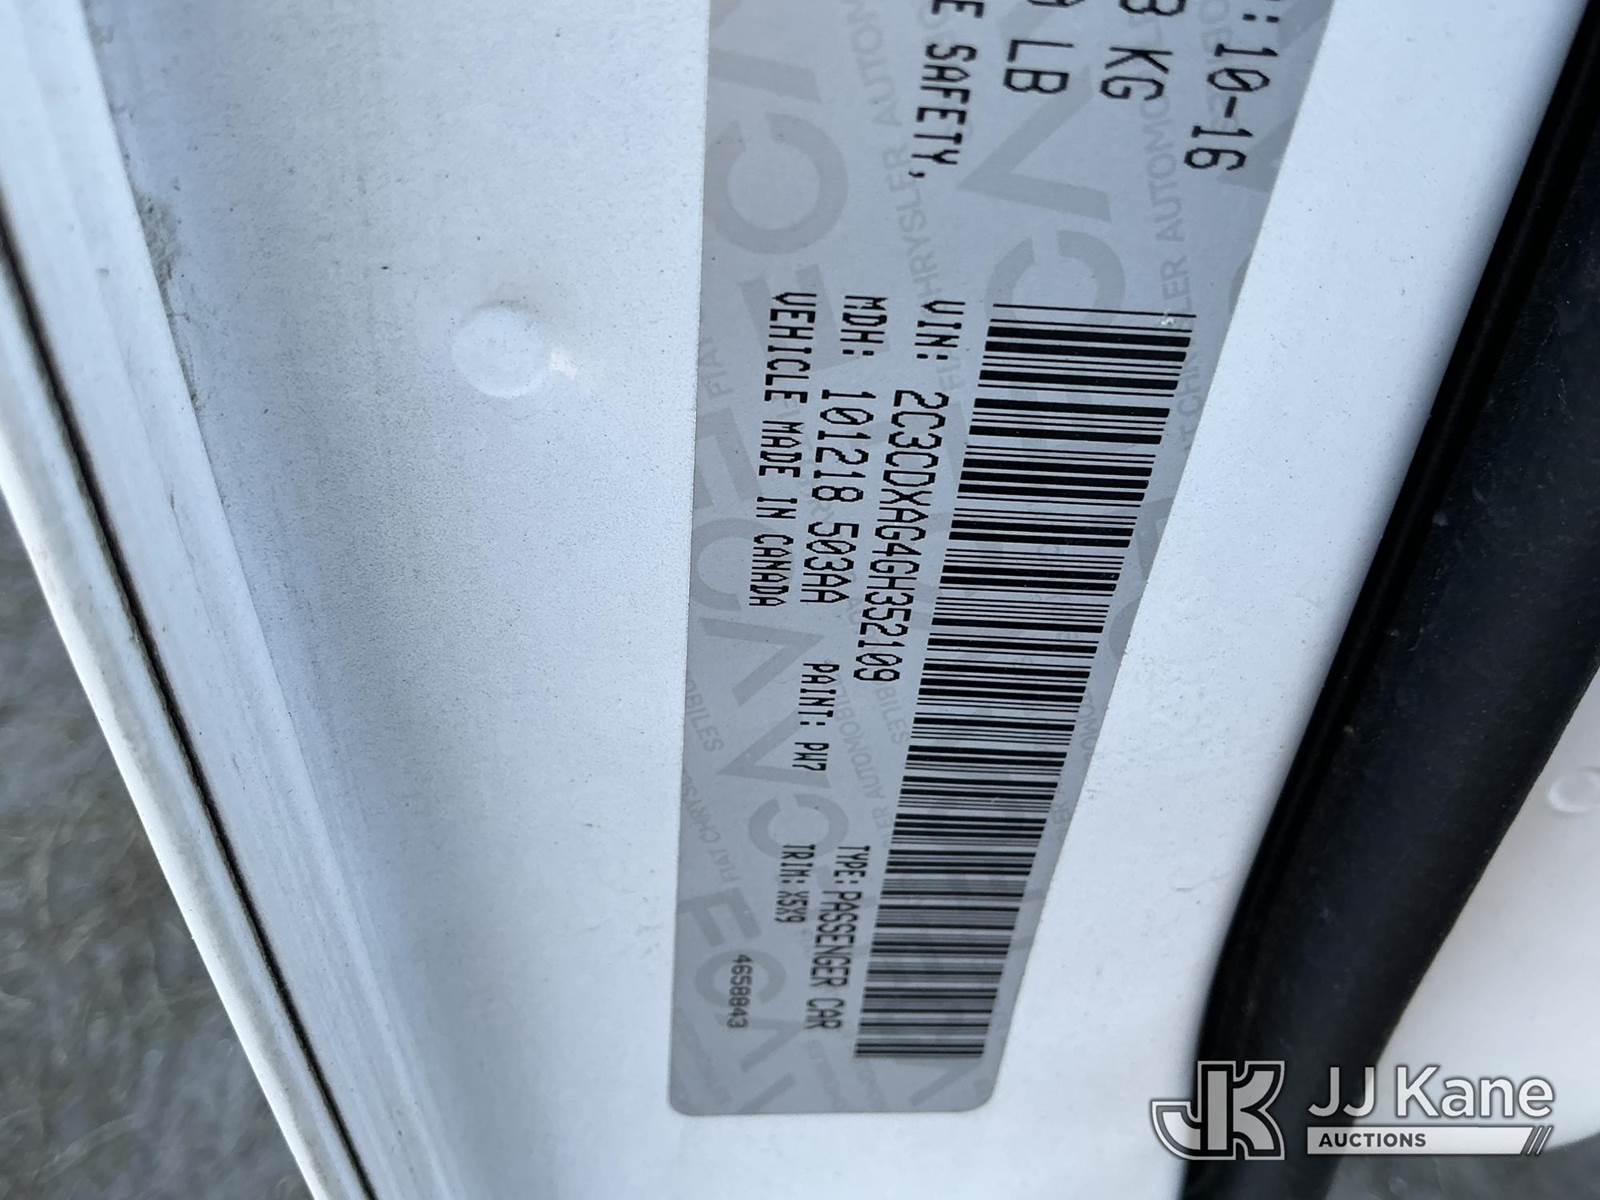 :10-16
KG
LB
E SAFETY,
VIN: 2C3CDXAG4GH352109
TYPE: PASSENGER CAR
MDH: 101218 503AA
PAINT: PW7
TRIM: X5X9
VEHICLE MADE IN CANADA
4658843
JJ Kane
AUCTIONS